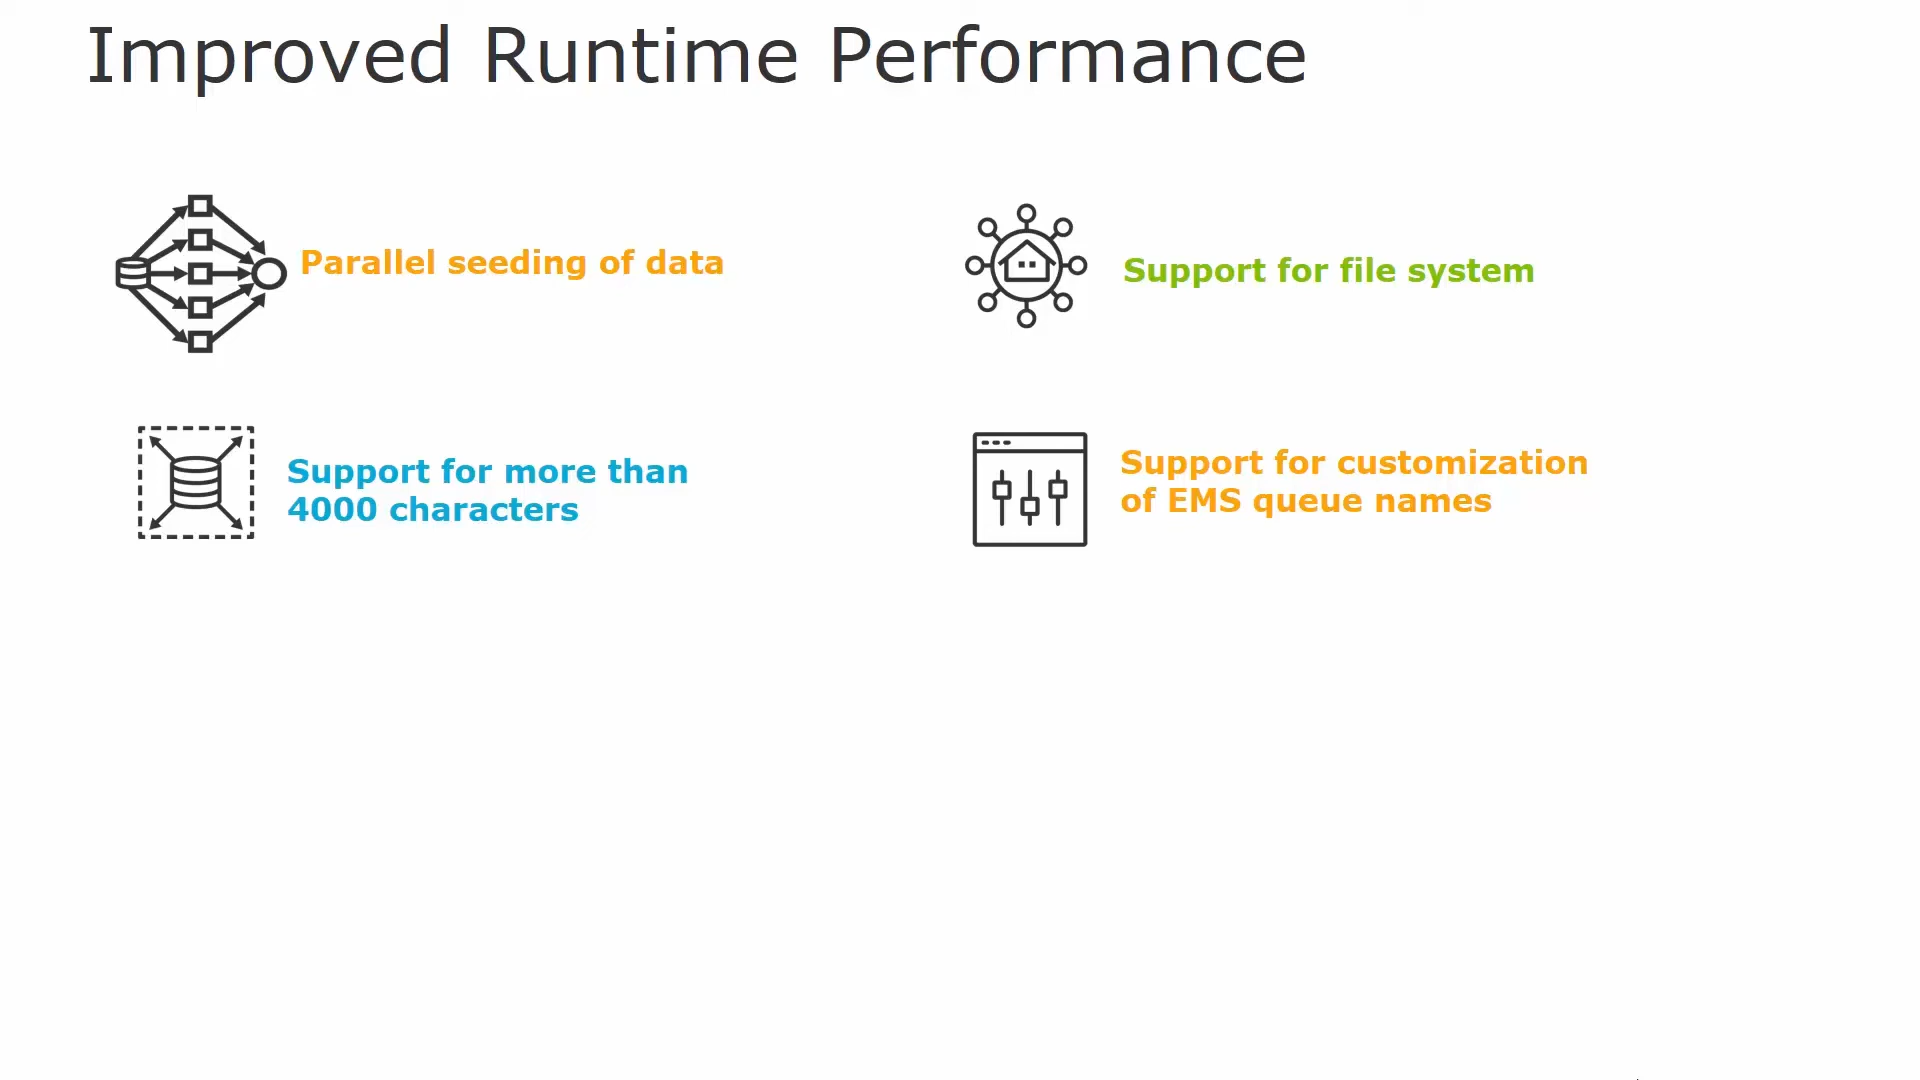 Improved Runtime Performance
Parallel seeding of data
Support for file system
Support for more than
4000 characters
Support for customization
of EMS queue names